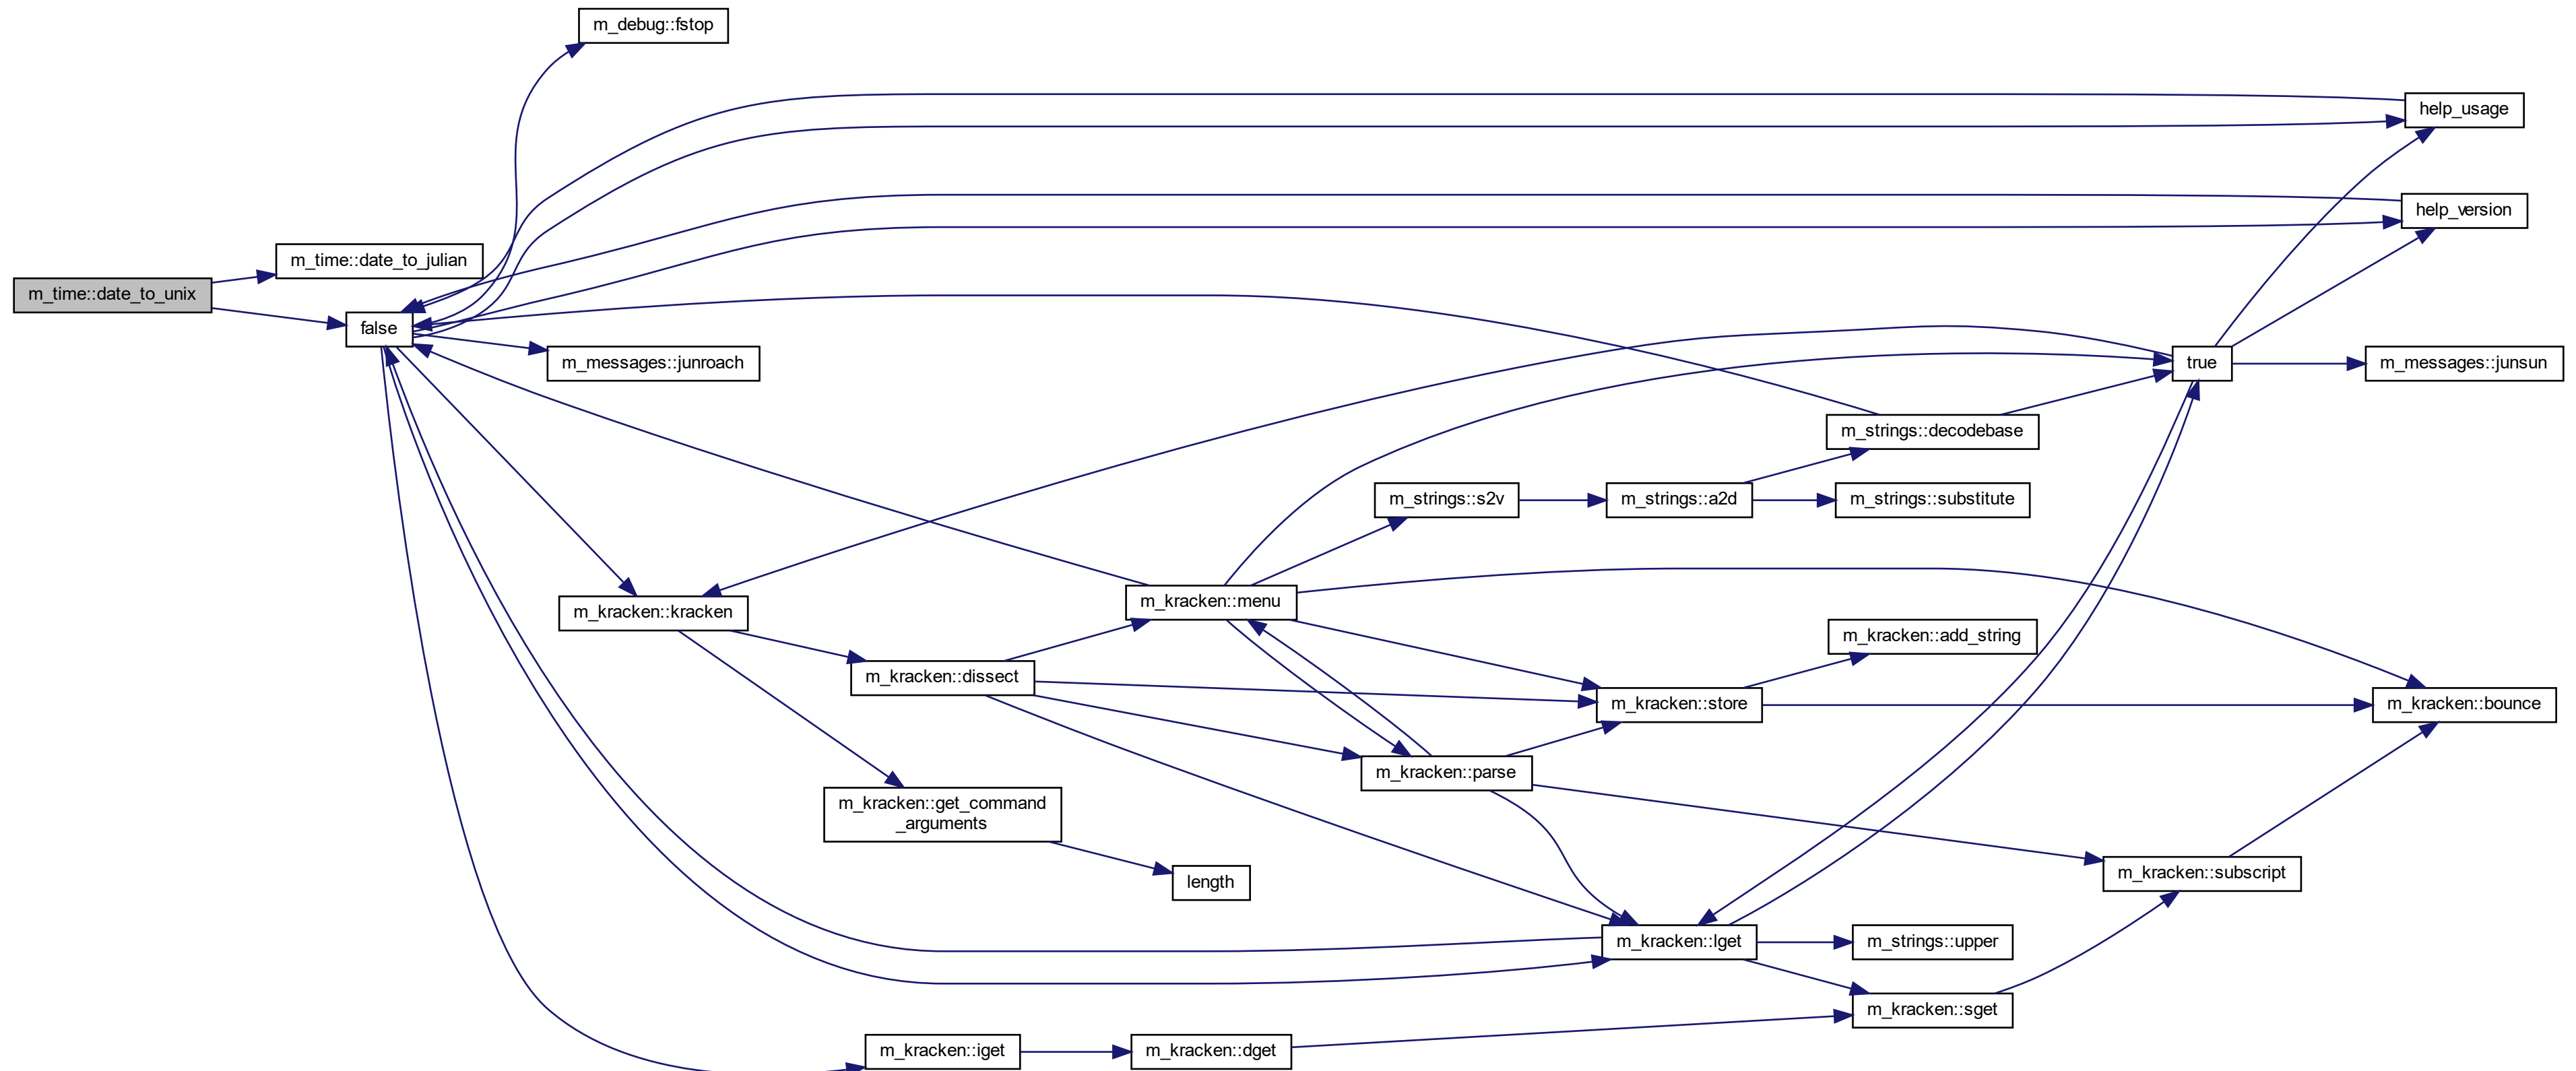 m_debug::fstop
help_usage
help_version
m_time::date_to_julian
m_time::date_to_unix
false
m_messages::junroach
true
m_messages::junsun
m_strings::decodebase
m_strings::s2v
m_strings::a2d
m_strings::substitute
m_kracken::kracken
m_kracken::menu
m_kracken::add_string
m_kracken::dissect
m_kracken::store
m_kracken::bounce
m_kracken::parse
m_kracken::get_command
_arguments
length
m_kracken::subscript
m_kracken::lget
m_strings::upper
m_kracken::sget
m_kracken::iget
m_kracken::dget